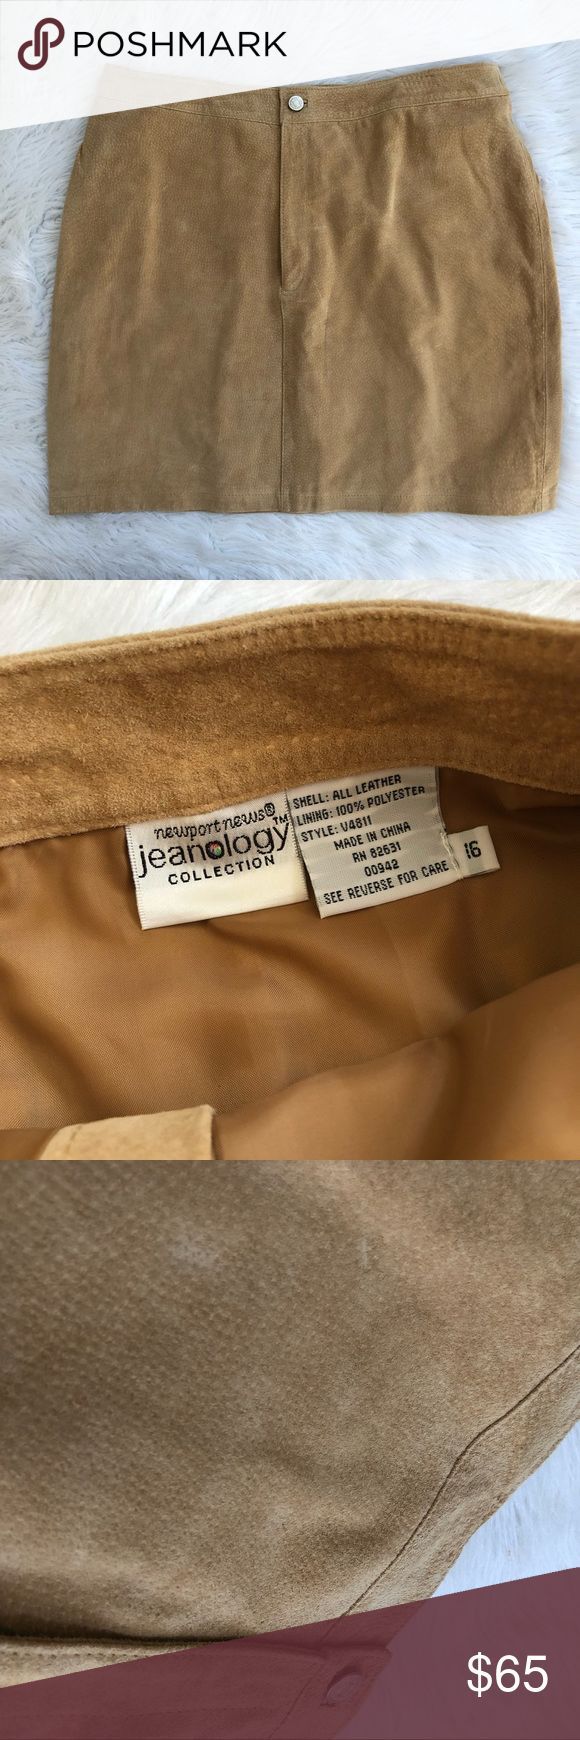 POSHMARK
newport news®
jeanology™
COLLECTION
SHELL: ALL LEATHER
LINING: 100% POLYESTER
STYLE: V4811
MADE IN CHINA
RN 82631
00942
SEE REVERSE FOR CARE
16
$65